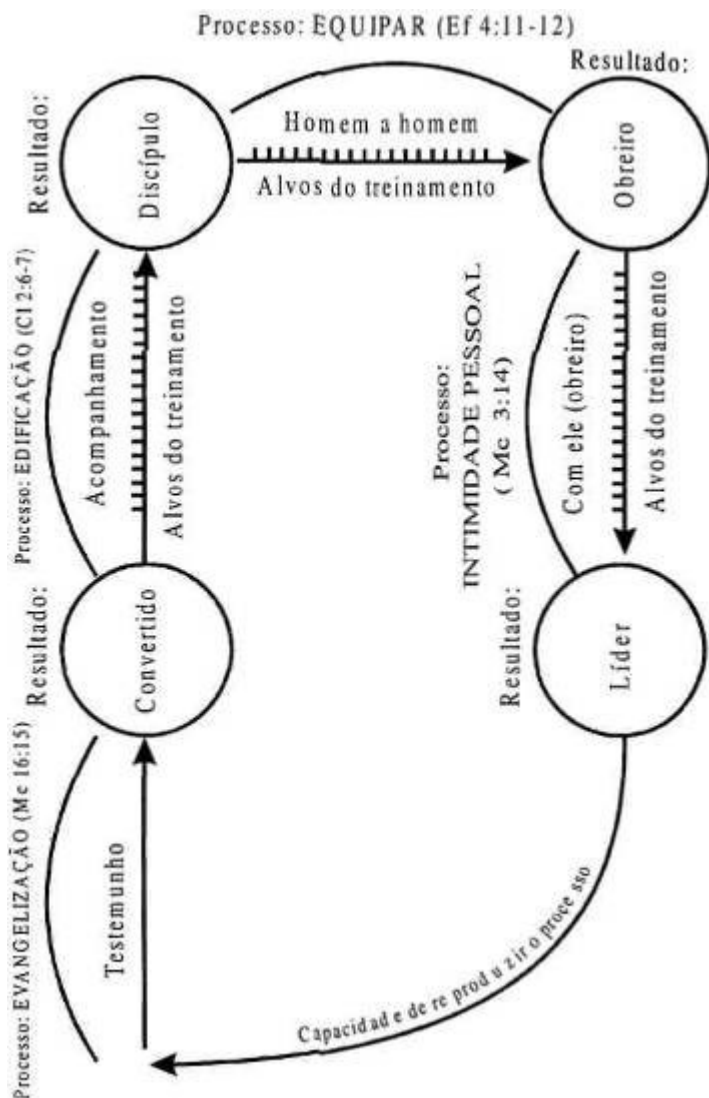 Processo: EQUIPAR (Ef 4:11-12)
Resultado:
Discípulo
Homem a homem
Alvos do treinamento
Resultado:
Obreiro
Processo: EDIFICAÇÃO (Cl 2:6-7)
Acompanhamento
Alvos do treinamento
Processo:
INTIMIDADE PESSOAL
( Mc 3:14)
Com ele (obreiro)
Alvos do treinamento
Resultado:
Convertido
Resultado:
Líder
Processo: EVANGELIZAÇÃO (Mc 16:15)
Testemunho
Capacidade de reproduzir o processo